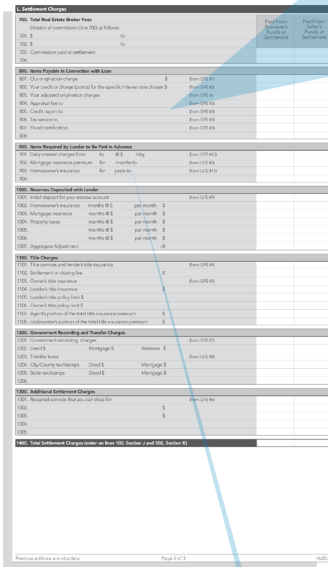 L. Settlement Charges
700. Total Real Estate Broker Fees
Division of commission (line 700) as follows:
Paid From Borrower's Funds at Settlement
Paid From Seller's Funds at Settlement
701. $ to
702. $ to
703. Commission paid at settlement
704.
800. Items Payable in Connection with Loan
801. Our origination charge $ (from GFE #1)
802. Your credit or charge (points) for the specific interest rate chosen $ (from GFE #2)
803. Your adjusted origination charges (from GFE A)
804. Appraisal fee to (from GFE #3)
805. Credit report to (from GFE #3)
806. Tax service to (from GFE #3)
807. Flood certification (from GFE #3)
808.
900. Items Required by Lender to Be Paid in Advance
901. Daily interest charges from to @ $ /day (from GFE #10)
902. Mortgage insurance premium for months to (from GFE #3)
903. Homeowner's insurance for years to (from GFE #11)
904.
1000. Reserves Deposited with Lender
1001. Initial deposit for your escrow account (from GFE #9)
1002. Homeowner's insurance months @ $ per month $
1003. Mortgage insurance months @ $ per month $
1004. Property taxes months @ $ per month $
1005. months @ $ per month $
1006. months @ $ per month $
1007. Aggregate Adjustment -$
1100. Title Charges
1101. Title services and lender's title insurance (from GFE #4)
1102. Settlement or closing fee $
1103. Owner's title insurance (from GFE #5)
1104. Lender's title insurance $
1105. Lender's title policy limit $
1106. Owner's title policy limit $
1107. Agent's portion of the total title insurance premium $
1108. Underwriter's portion of the total title insurance premium $
1200. Government Recording and Transfer Charges
1201. Government recording charges (from GFE #7)
1202. Deed $ Mortgage $ Releases $
1203. Transfer taxes (from GFE #8)
1204. City/County tax/stamps Deed $ Mortgage $
1205. State tax/stamps Deed $ Mortgage $
1206.
1300. Additional Settlement Charges
1301. Required services that you can shop for (from GFE #6)
1302. $
1303. $
1304.
1305.
1400. Total Settlement Charges (enter on lines 103, Section J and 502, Section K)
Previous editions are obsolete Page 2 of 3 HUD-